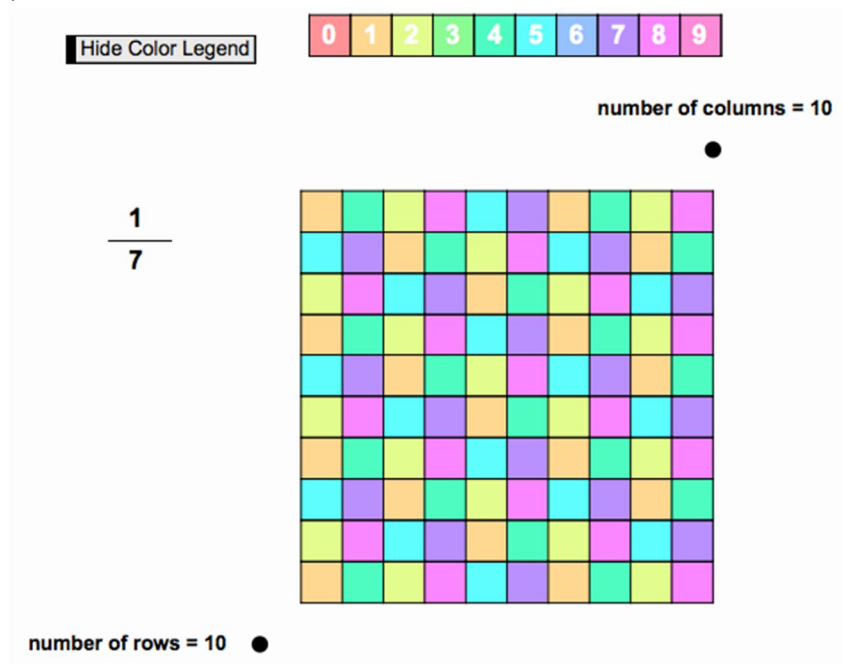 Hide Color Legend
0 1 2 3 4 5 6 7 8 9
number of columns = 10
1
7
number of rows = 10